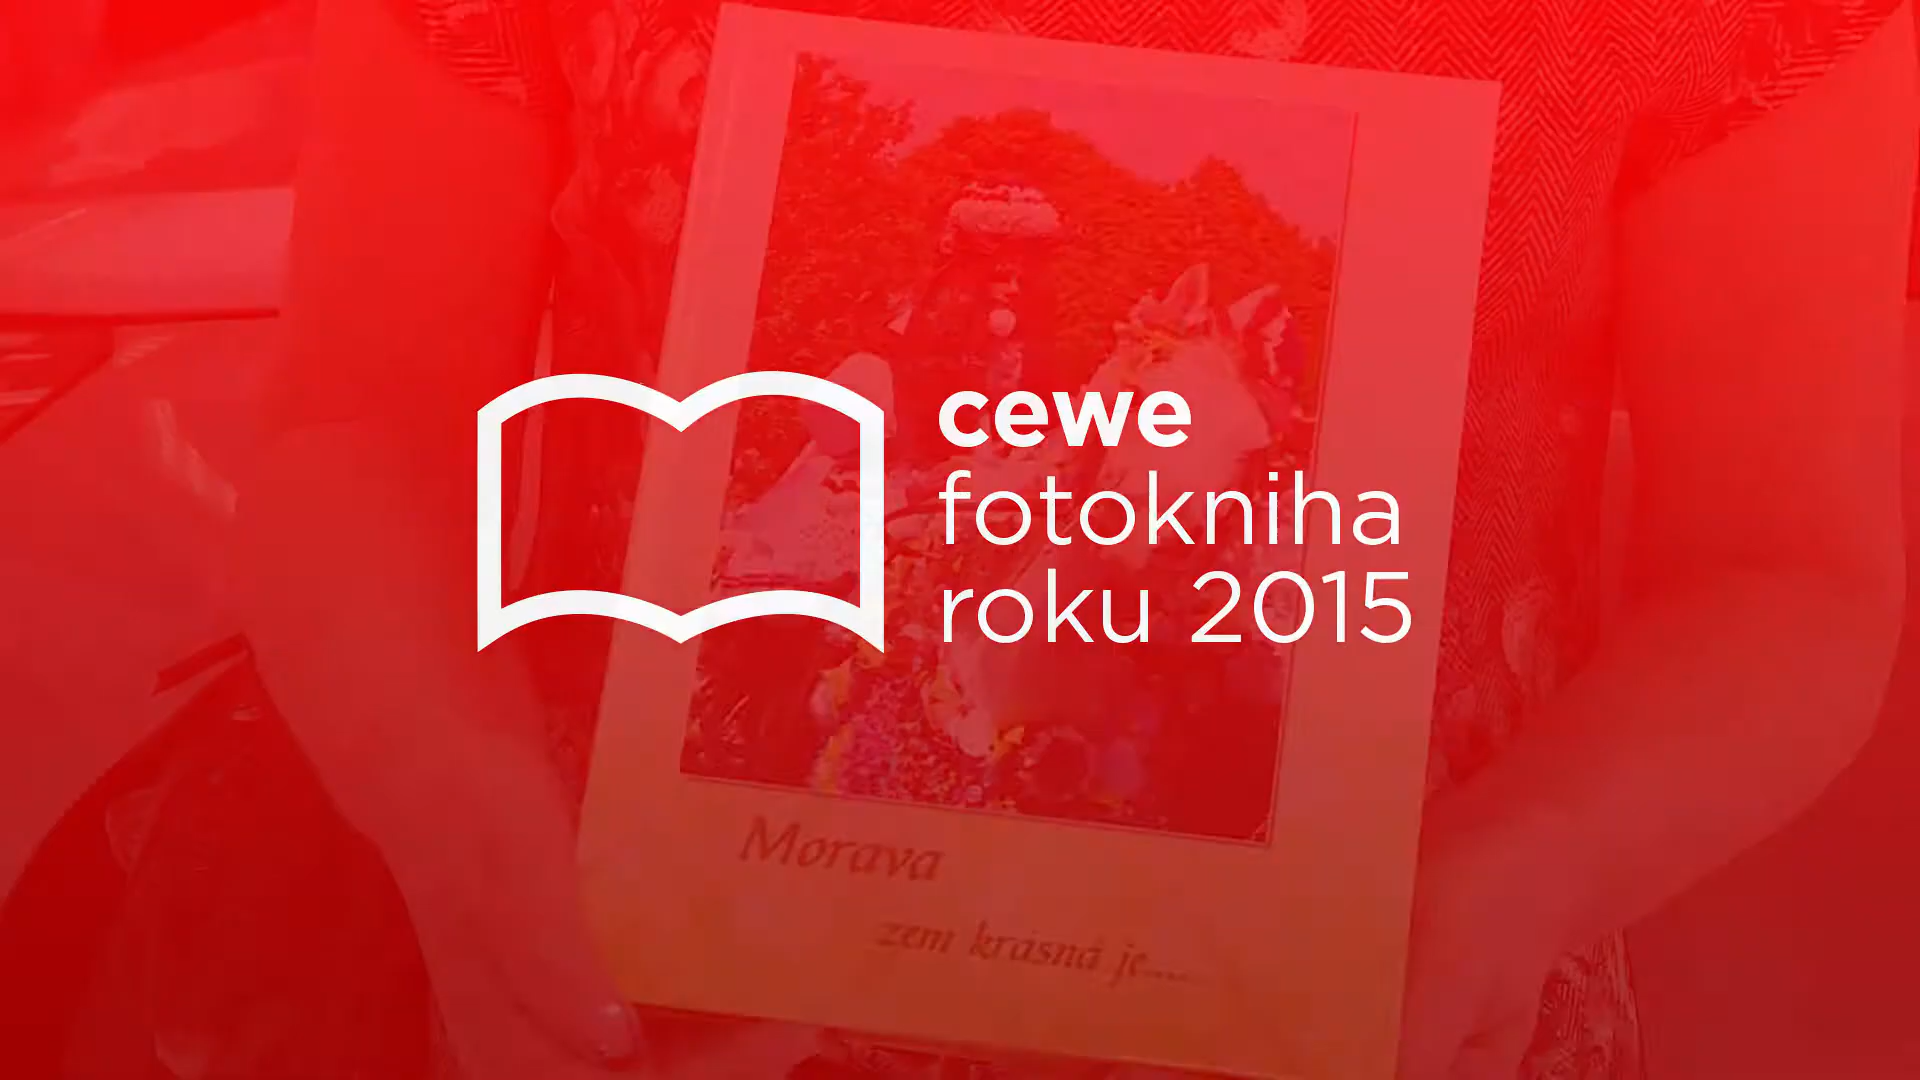 cewe
fotokniha
roku 2015
Morava
zem krásná je....